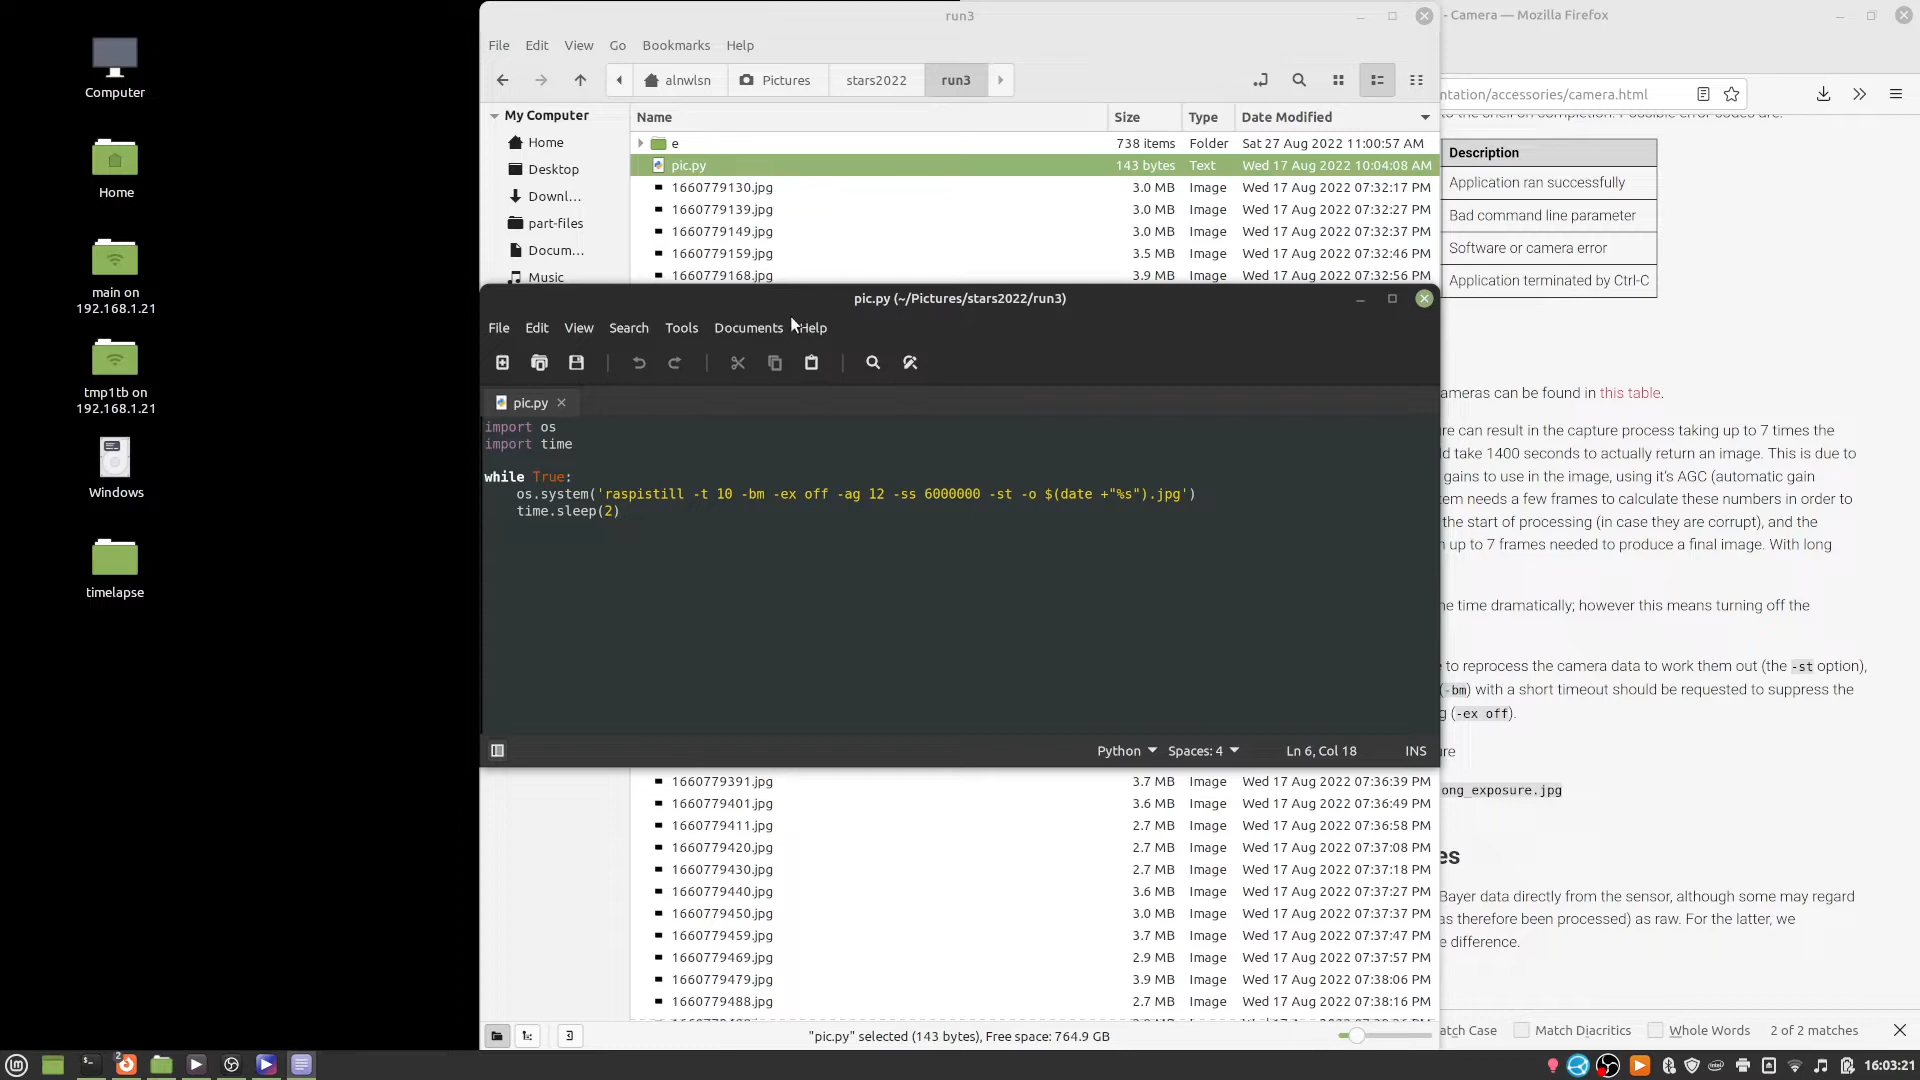 run3
- Camera — Mozilla Firefox
File Edit View Go Bookmarks Help
alnwlsn Pictures stars2022 run3
ntation/accessories/camera.html
My Computer
Home
Desktop
Downl...
part-files
Docum...
Music
Name Size Type Date Modified
e 738 items Folder Sat 27 Aug 2022 11:00:57 AM
pic.py 143 bytes Text Wed 17 Aug 2022 10:04:08 AM
1660779130.jpg 3.0 MB Image Wed 17 Aug 2022 07:32:17 PM
1660779139.jpg 3.0 MB Image Wed 17 Aug 2022 07:32:27 PM
1660779149.jpg 3.0 MB Image Wed 17 Aug 2022 07:32:37 PM
1660779159.jpg 3.5 MB Image Wed 17 Aug 2022 07:32:46 PM
1660779168.jpg 3.9 MB Image Wed 17 Aug 2022 07:32:56 PM
Description
Application ran successfully
Bad command line parameter
Software or camera error
Application terminated by Ctrl-C
Computer
Home
main on
192.168.1.21
tmp1tb on
192.168.1.21
Windows
timelapse
pic.py (~/Pictures/stars2022/run3)
File Edit View Search Tools Documents Help
pic.py
import os
import time
while True:
os.system('raspistill -t 10 -bm -ex off -ag 12 -ss 6000000 -st -o $(date +"%s").jpg')
time.sleep(2)
Python Spaces: 4 Ln 6, Col 18 INS
ameras can be found in this table.
re can result in the capture process taking up to 7 times the
d take 1400 seconds to actually return an image. This is due to
gains to use in the image, using it's AGC (automatic gain
tem needs a few frames to calculate these numbers in order to
the start of processing (in case they are corrupt), and the
n up to 7 frames needed to produce a final image. With long
he time dramatically; however this means turning off the
to reprocess the camera data to work them out (the -st option),
(-bm) with a short timeout should be requested to suppress the
g (-ex off).
re
ong_exposure.jpg
es
Bayer data directly from the sensor, although some may regard
as therefore been processed) as raw. For the latter, we
e difference.
1660779391.jpg 3.7 MB Image Wed 17 Aug 2022 07:36:39 PM
1660779401.jpg 3.6 MB Image Wed 17 Aug 2022 07:36:49 PM
1660779411.jpg 2.7 MB Image Wed 17 Aug 2022 07:36:58 PM
1660779420.jpg 2.7 MB Image Wed 17 Aug 2022 07:37:08 PM
1660779430.jpg 2.7 MB Image Wed 17 Aug 2022 07:37:18 PM
1660779440.jpg 3.6 MB Image Wed 17 Aug 2022 07:37:27 PM
1660779450.jpg 3.0 MB Image Wed 17 Aug 2022 07:37:37 PM
1660779459.jpg 3.7 MB Image Wed 17 Aug 2022 07:37:47 PM
1660779469.jpg 2.9 MB Image Wed 17 Aug 2022 07:37:57 PM
1660779479.jpg 3.9 MB Image Wed 17 Aug 2022 07:38:06 PM
1660779488.jpg 2.7 MB Image Wed 17 Aug 2022 07:38:16 PM
"pic.py" selected (143 bytes), Free space: 764.9 GB
atch Case Match Diacritics Whole Words 2 of 2 matches
2
16:03:21